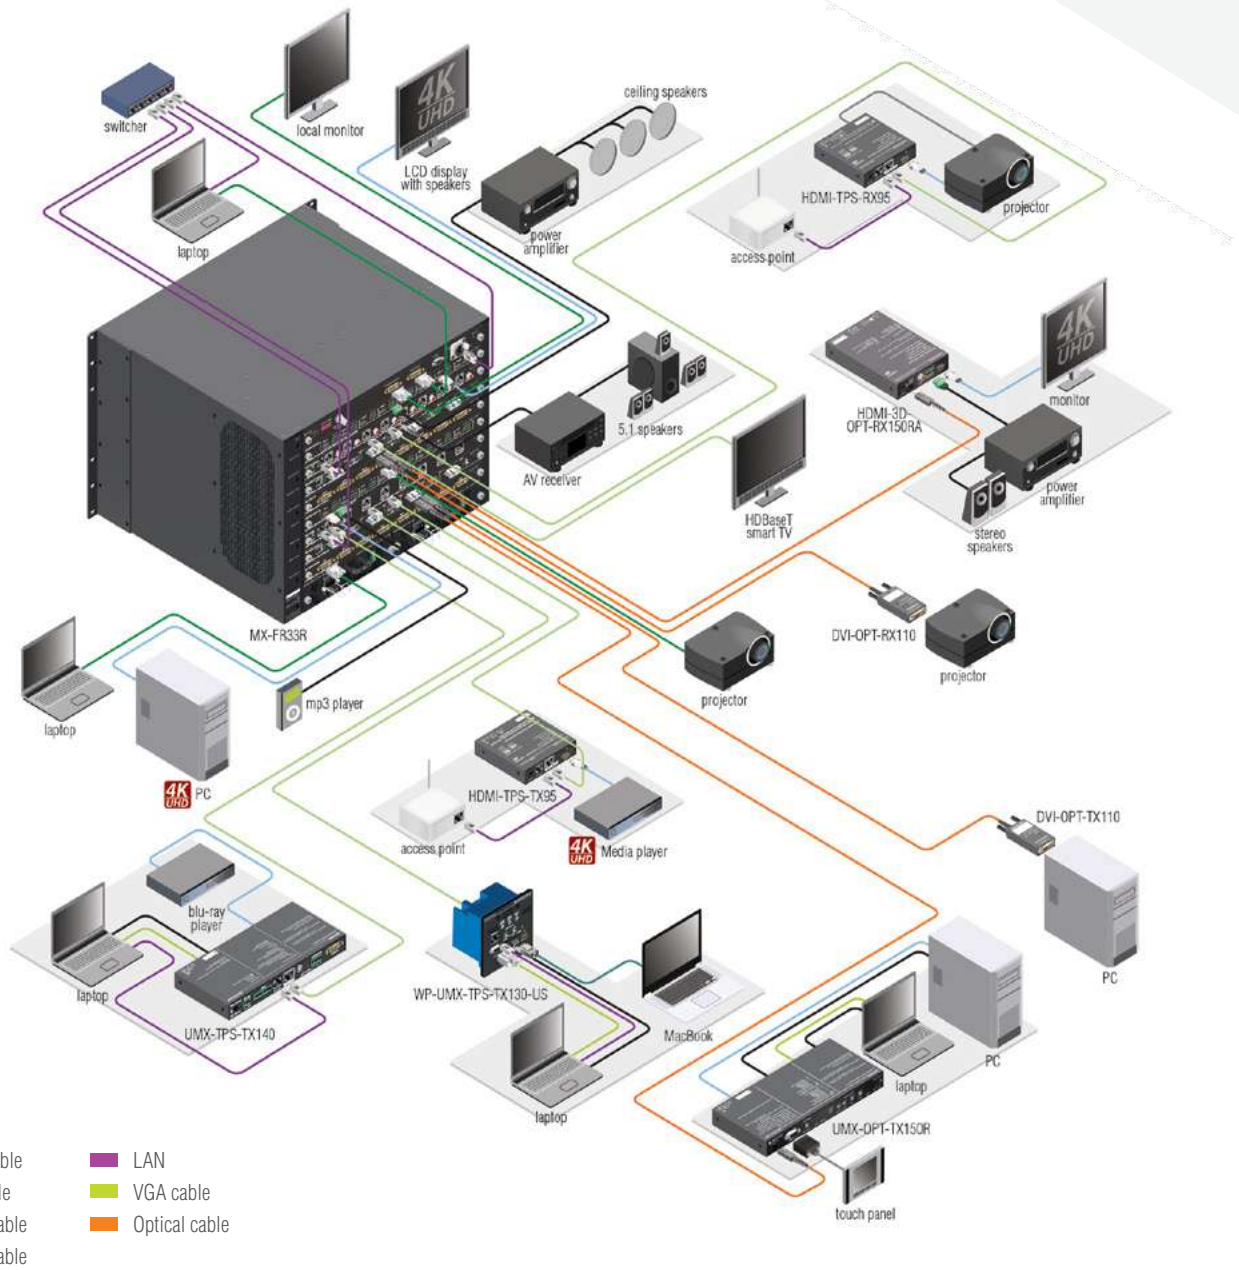 switcher
local monitor
4K
UHD
LCD display
with speakers
ceiling speakers
power
amplifier
laptop
HDMI-TPS-RX95
projector
access point
4K
UHD
monitor
HDMI-3D-
OPT-RX150RA
power
amplifier
stereo
speakers
5.1 speakers
AV receiver
HDBaseT
smart TV
MX-FR33R
DVI-OPT-RX110
projector
projector
laptop
mp3 player
4K
UHD
PC
HDMI-TPS-TX95
access point
4K
UHD
Media player
DVI-OPT-TX110
PC
blu-ray
player
laptop
UMX-TPS-TX140
WP-UMX-TPS-TX130-US
MacBook
laptop
PC
laptop
UMX-OPT-TX150R
touch panel
LAN
VGA cable
Optical cable